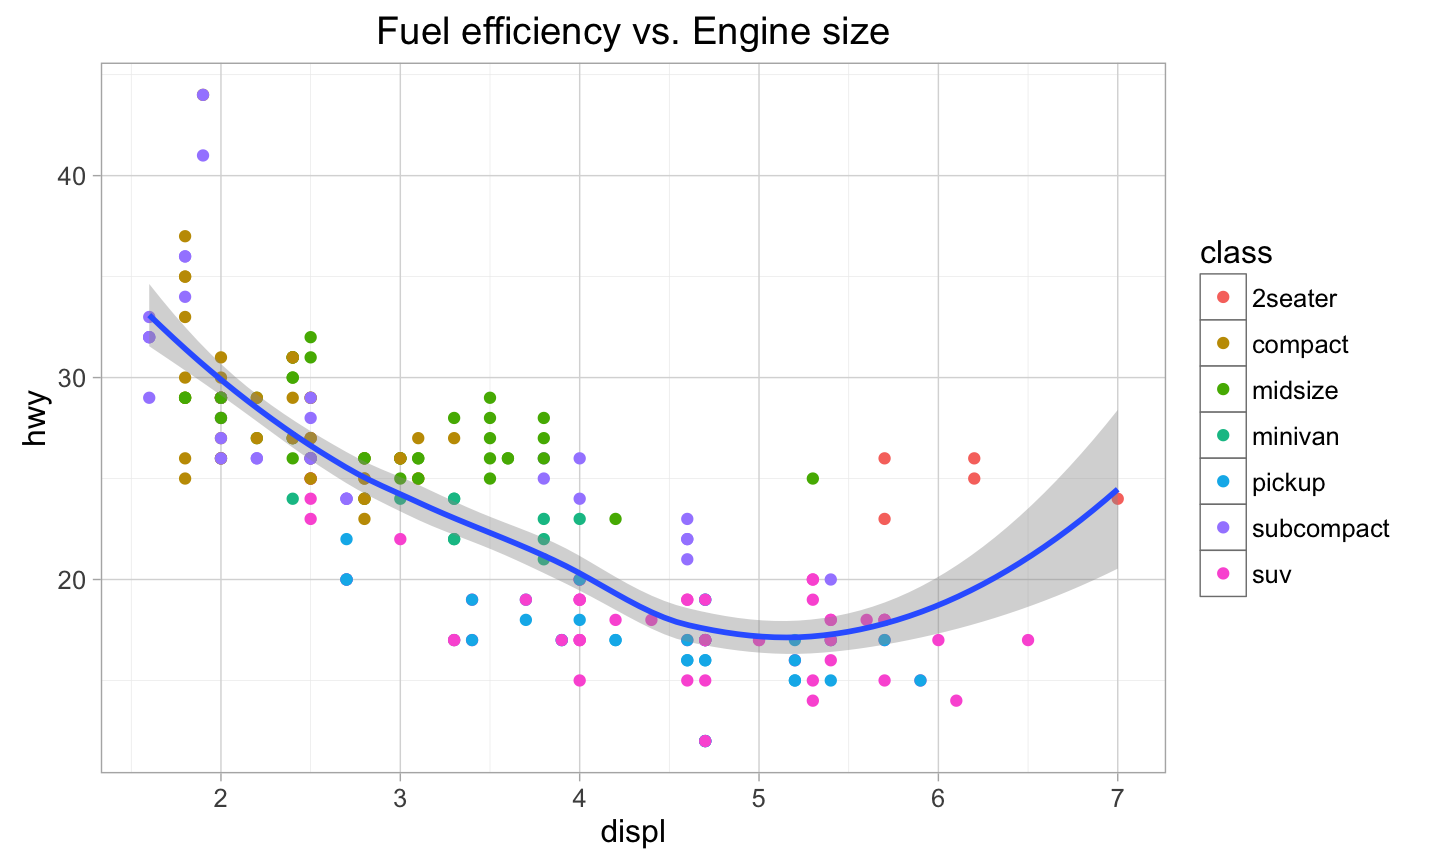 Fuel efficiency vs. Engine size
hwy
40
30
20
2 3 4 5 6 7
displ
class
2seater
compact
midsize
minivan
pickup
subcompact
suv